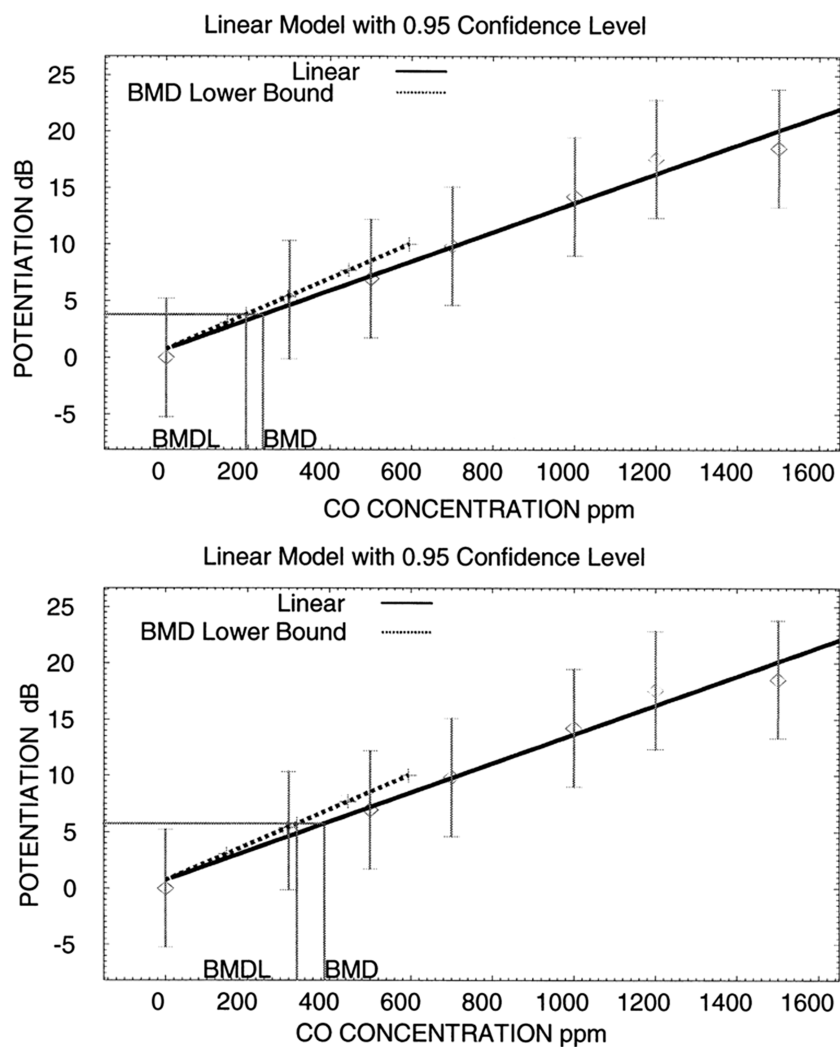 Linear Model with 0.95 Confidence Level
Linear
BMD Lower Bound
25
20
15
10
5
0
-5
POTENTIATION dB
BMDL BMD
0 200 400 600 800 1000 1200 1400 1600
CO CONCENTRATION ppm
Linear Model with 0.95 Confidence Level
Linear
BMD Lower Bound
25
20
15
10
5
0
-5
POTENTIATION dB
BMDL BMD
0 200 400 600 800 1000 1200 1400 1600
CO CONCENTRATION ppm